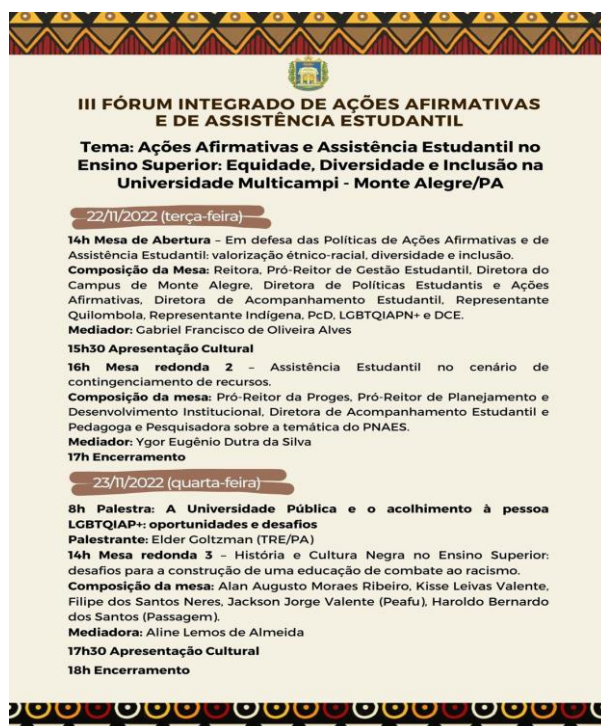 III FÓRUM INTEGRADO DE AÇÕES AFIRMATIVAS
E DE ASSISTÊNCIA ESTUDANTIL
Tema: Ações Afirmativas e Assistência Estudantil no
Ensino Superior: Equidade, Diversidade e Inclusão na
Universidade Multicampi - Monte Alegre/PA
22/11/2022 (terça-feira)
14h Mesa de Abertura – Em defesa das Políticas de Ações Afirmativas e de
Assistência Estudantil: valorização étnico-racial, diversidade e inclusão.
Composição da Mesa: Reitora, Pró-Reitor de Gestão Estudantil, Diretora do
Campus de Monte Alegre, Diretora de Políticas Estudantis e Ações
Afirmativas, Diretora de Acompanhamento Estudantil, Representante
Quilombola, Representante Indígena, PcD, LGBTQIAPN+ e DCE.
Mediador: Gabriel Francisco de Oliveira Alves
15h30 Apresentação Cultural
16h Mesa redonda 2 – Assistência Estudantil no cenário de
contingenciamento de recursos.
Composição da mesa: Pró-Reitor da Proges, Pró-Reitor de Planejamento e
Desenvolvimento Institucional, Diretora de Acompanhamento Estudantil e
Pedagoga e Pesquisadora sobre a temática do PNAES.
Mediador: Ygor Eugênio Dutra da Silva
17h Encerramento
23/11/2022 (quarta-feira)
8h Palestra: A Universidade Pública e o acolhimento à pessoa
LGBTQIAP+: oportunidades e desafios
Palestrante: Elder Goltzman (TRE/PA)
14h Mesa redonda 3 – História e Cultura Negra no Ensino Superior:
desafios para a construção de uma educação de combate ao racismo.
Composição da mesa: Alan Augusto Moraes Ribeiro, Kisse Leivas Valente,
Filipe dos Santos Neres, Jackson Jorge Valente (Peafu), Haroldo Bernardo
dos Santos (Passagem).
Mediadora: Aline Lemos de Almeida
17h30 Apresentação Cultural
18h Encerramento